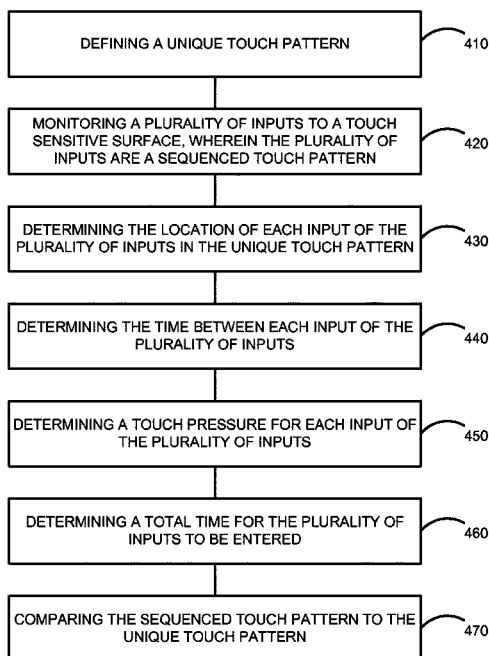 DEFINING A UNIQUE TOUCH PATTERN
410
MONITORING A PLURALITY OF INPUTS TO A TOUCH
SENSITIVE SURFACE, WHEREIN THE PLURALITY OF
INPUTS ARE A SEQUENCED TOUCH PATTERN
420
DETERMINING THE LOCATION OF EACH INPUT OF THE
PLURALITY OF INPUTS IN THE UNIQUE TOUCH PATTERN
430
DETERMINING THE TIME BETWEEN EACH INPUT OF THE
PLURALITY OF INPUTS
440
DETERMINING A TOUCH PRESSURE FOR EACH INPUT OF
THE PLURALITY OF INPUTS
450
DETERMINING A TOTAL TIME FOR THE PLURALITY OF
INPUTS TO BE ENTERED
460
COMPARING THE SEQUENCED TOUCH PATTERN TO THE
UNIQUE TOUCH PATTERN
470